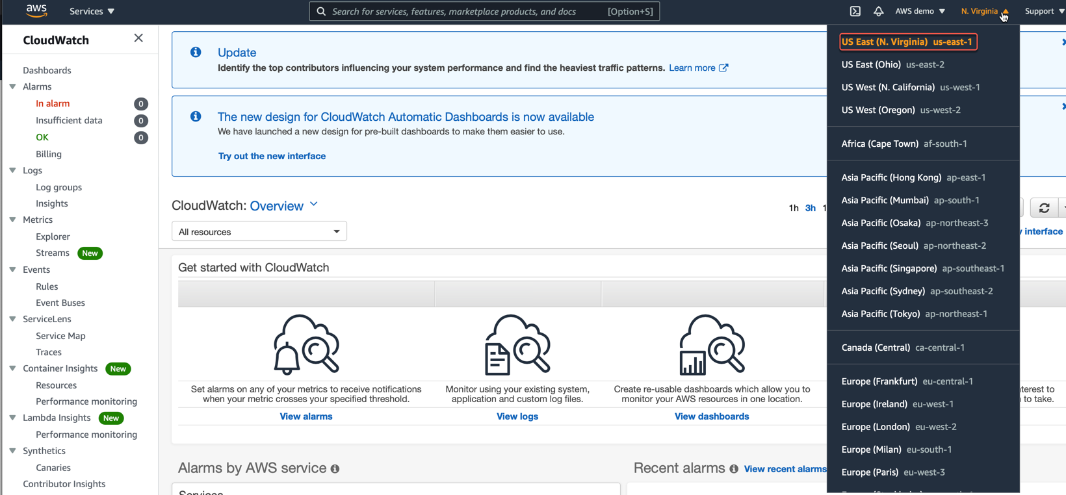 aws
Services
Search for services, features, marketplace products, and docs [Option+S]
AWS demo
N. Virginia
Support
CloudWatch
Dashboards
Alarms
In alarm 0
Insufficient data 0
OK 0
Billing
Logs
Log groups
Insights
Metrics
Explorer
Streams New
Events
Rules
Event Buses
ServiceLens
Service Map
Traces
Container Insights New
Resources
Performance monitoring
Lambda Insights New
Performance monitoring
Synthetics
Canaries
Contributor Insights
Update
Identify the top contributors influencing your system performance and find the heaviest traffic patterns. Learn more
The new design for CloudWatch Automatic Dashboards is now available
We have launched a new design for pre-built dashboards to make them easier to use.
Try out the new interface
CloudWatch: Overview
1h 3h 1
All resources
interface
Get started with CloudWatch
Set alarms on any of your metrics to receive notifications
when your metric crosses your specified threshold.
View alarms
Monitor using your existing system,
application and custom log files.
View logs
Create re-usable dashboards which allow you to
monitor your AWS resources in one location.
View dashboards
terest to
to take.
Alarms by AWS service
Services
Recent alarms View recent alarms
US East (N. Virginia) us-east-1
US East (Ohio) us-east-2
US West (N. California) us-west-1
US West (Oregon) us-west-2
Africa (Cape Town) af-south-1
Asia Pacific (Hong Kong) ap-east-1
Asia Pacific (Mumbai) ap-south-1
Asia Pacific (Osaka) ap-northeast-3
Asia Pacific (Seoul) ap-northeast-2
Asia Pacific (Singapore) ap-southeast-1
Asia Pacific (Sydney) ap-southeast-2
Asia Pacific (Tokyo) ap-northeast-1
Canada (Central) ca-central-1
Europe (Frankfurt) eu-central-1
Europe (Ireland) eu-west-1
Europe (London) eu-west-2
Europe (Milan) eu-south-1
Europe (Paris) eu-west-3